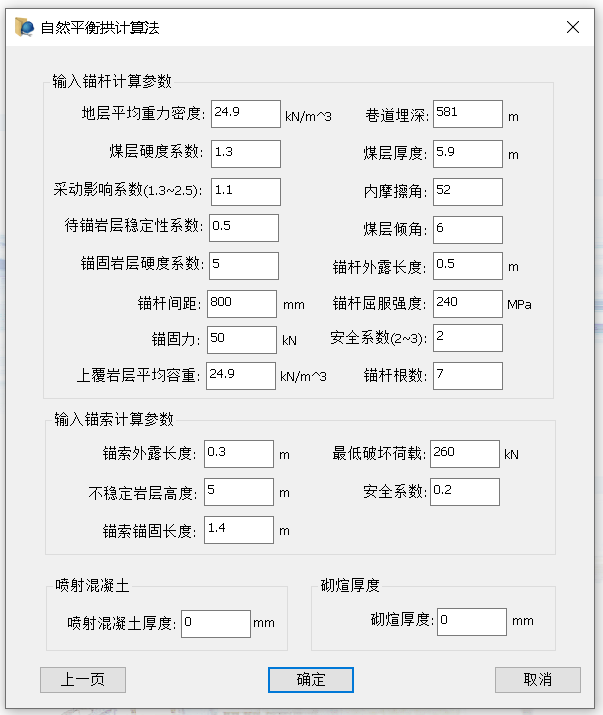 自然平衡拱计算法
输入锚杆计算参数
地层平均重力密度: 24.9 kN/m^3 巷道埋深: 581 m
煤层硬度系数: 1.3 煤层厚度: 5.9 m
采动影响系数(1.3~2.5): 1.1 内摩擦角: 52
待锚岩层稳定性系数: 0.5 煤层倾角: 6
锚固岩层硬度系数: 5 锚杆外露长度: 0.5 m
锚杆间距: 800 mm 锚杆屈服强度: 240 MPa
锚固力: 50 kN 安全系数(2~3): 2
上覆岩层平均容重: 24.9 kN/m^3 锚杆根数: 7
输入锚索计算参数
锚索外露长度: 0.3 m 最低破坏荷载: 260 kN
不稳定岩层高度: 5 m 安全系数: 0.2
锚索锚固长度: 1.4 m
喷射混凝土 砌煊厚度
喷射混凝土厚度: 0 mm 砌煊厚度: 0 mm
上一页 确定 取消